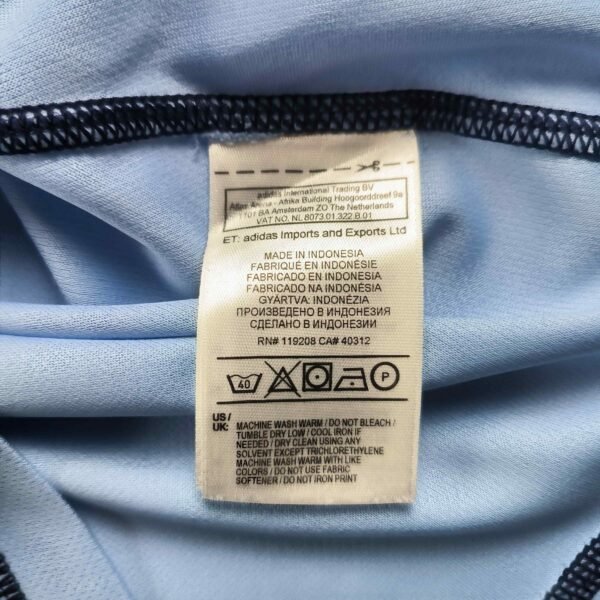 adidas International Trading BV
Atlas Arena - Afrika Building Hoogoorddreef 9a
1101 BA Amsterdam ZO The Netherlands
VAT NO. NL 8073.01.322.B.01
ET: adidas Imports and Exports Ltd
MADE IN INDONESIA
FABRIQUÉ EN INDONÉSIE
FABRICADO EN INDONESIA
FABRICADO NA INDONÉSIA
GYÁRTVA: INDONÉZIA
ПРОИЗВЕДЕНО В ИНДОНЕЗИЯ
СДЕЛАНО В ИНДОНЕЗИИ
RN# 119208 CA# 40312
40 P
US / UK: MACHINE WASH WARM / DO NOT BLEACH /
TUMBLE DRY LOW / COOL IRON IF
NEEDED / DRY CLEAN USING ANY
SOLVENT EXCEPT TRICHLORETHYLENE
MACHINE WASH WARM WITH LIKE
COLORS / DO NOT USE FABRIC
SOFTENER / DO NOT IRON PRINT